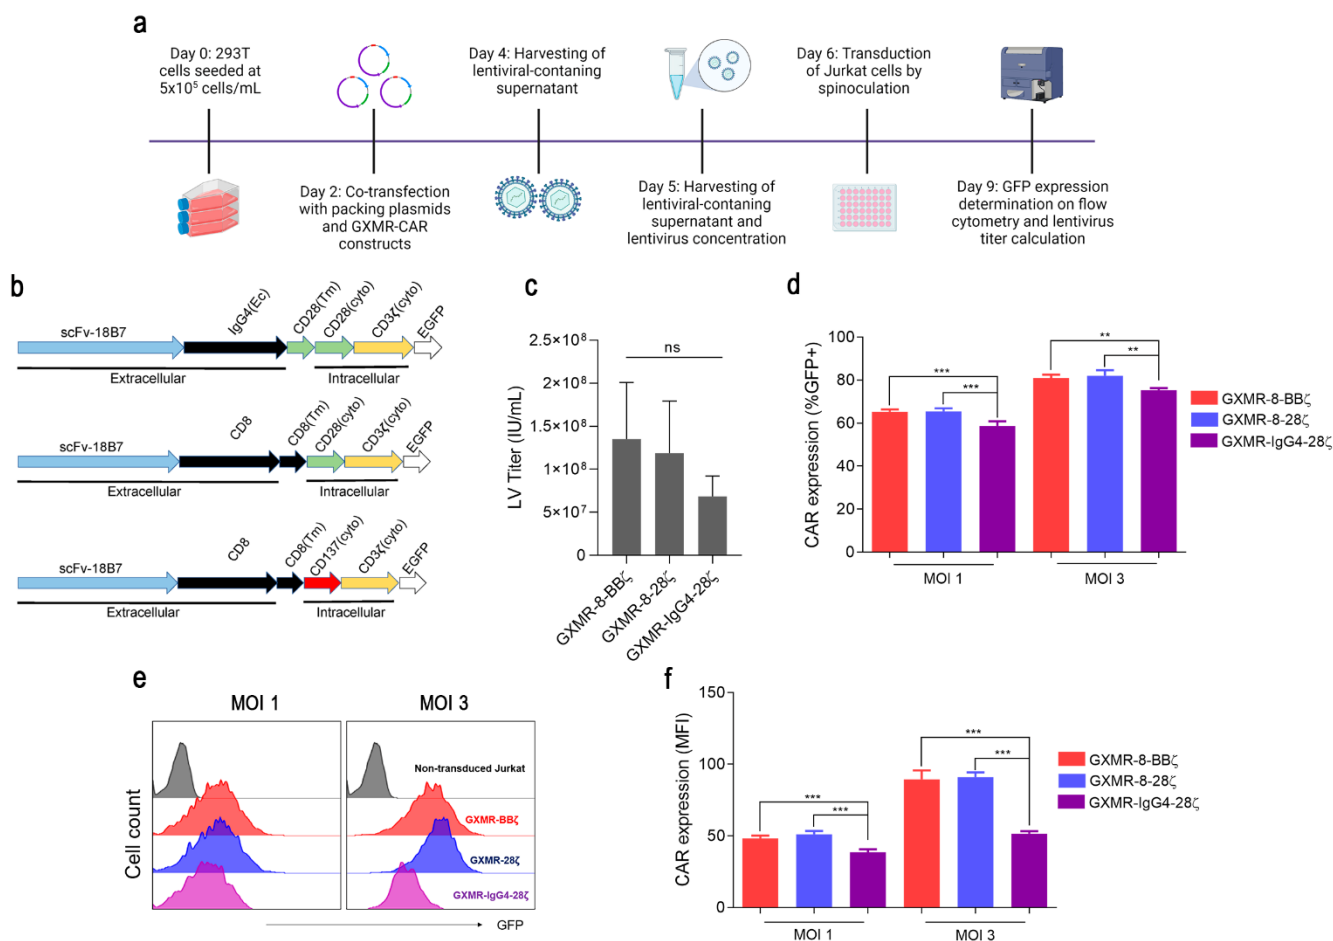 a
Day 0: 293T
cells seeded at
5x10⁵ cells/mL
Day 4: Harvesting of
lentiviral-contaning
supernatant
Day 6: Transduction
of Jurkat cells by
spinoculation
Day 2: Co-transfection
with packing plasmids
and GXMR-CAR
constructs
Day 5: Harvesting of
lentiviral-contaning
supernatant and
lentivirus concentration
Day 9: GFP expression
determination on flow
cytometry and lentivirus
titer calculation
b
scFv-18B7
IgG4(Ec)
CD28(Tm)
CD28(cyto)
CD3ζ(cyto)
EGFP
Extracellular
Intracellular
scFv-18B7
CD8
CD8(Tm)
CD28(cyto)
CD3ζ(cyto)
EGFP
Extracellular
Intracellular
scFv-18B7
CD8
CD8(Tm)
CD137(cyto)
CD3ζ(cyto)
EGFP
Extracellular
Intracellular
c
LV Titer (IU/mL)
2.5×10⁸
2×10⁸
1.5×10⁸
1×10⁸
5×10⁷
0
ns
GXMR-8-BBζ
GXMR-8-28ζ
GXMR-IgG4-28ζ
d
CAR expression (%GFP+)
100
80
60
40
20
0
***
***
**
**
MOI 1
MOI 3
GXMR-8-BBζ
GXMR-8-28ζ
GXMR-IgG4-28ζ
e
MOI 1
MOI 3
Cell count
Non-transduced Jurkat
GXMR-BBζ
GXMR-28ζ
GXMR-IgG4-28ζ
GFP
f
CAR expression (MFI)
150
100
50
0
***
***
***
***
MOI 1
MOI 3
GXMR-8-BBζ
GXMR-8-28ζ
GXMR-IgG4-28ζ